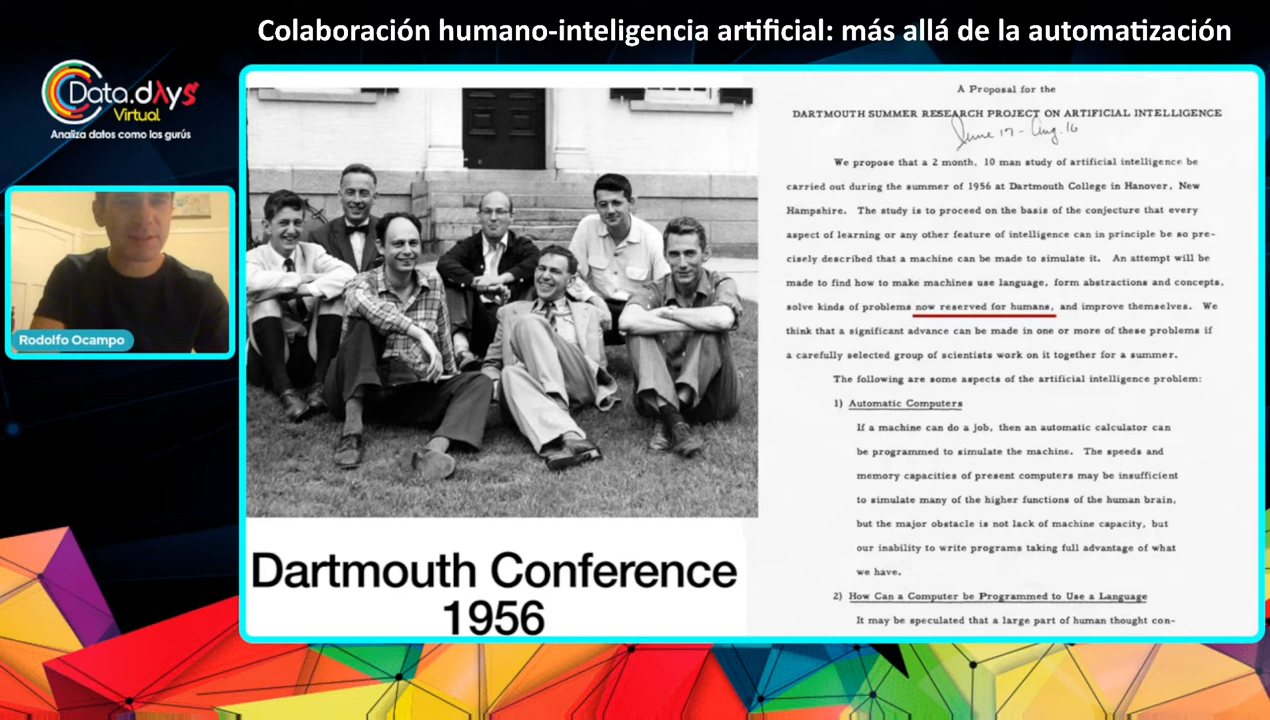 Colaboración humano-inteligencia artificial: más allá de la automatización
Data.dλys
Virtual
Analiza datos como los gurús
Rodolfo Ocampo
Dartmouth Conference
1956
A Proposal for the
DARTMOUTH SUMMER RESEARCH PROJECT ON ARTIFICIAL INTELLIGENCE
June 17 - Aug. 16
We propose that a 2 month, 10 man study of artificial intelligence be
carried out during the summer of 1956 at Dartmouth College in Hanover, New
Hampshire. The study is to proceed on the basis of the conjecture that every
aspect of learning or any other feature of intelligence can in principle be so pre-
cisely described that a machine can be made to simulate it. An attempt will be
made to find how to make machines use language, form abstractions and concepts,
solve kinds of problems now reserved for humans, and improve themselves. We
think that a significant advance can be made in one or more of these problems if
a carefully selected group of scientists work on it together for a summer.
The following are some aspects of the artificial intelligence problem:
1) Automatic Computers
If a machine can do a job, then an automatic calculator can
be programmed to simulate the machine. The speeds and
memory capacities of present computers may be insufficient
to simulate many of the higher functions of the human brain,
but the major obstacle is not lack of machine capacity, but
our inability to write programs taking full advantage of what
we have.
2) How Can a Computer be Programmed to Use a Language
It may be speculated that a large part of human thought con-